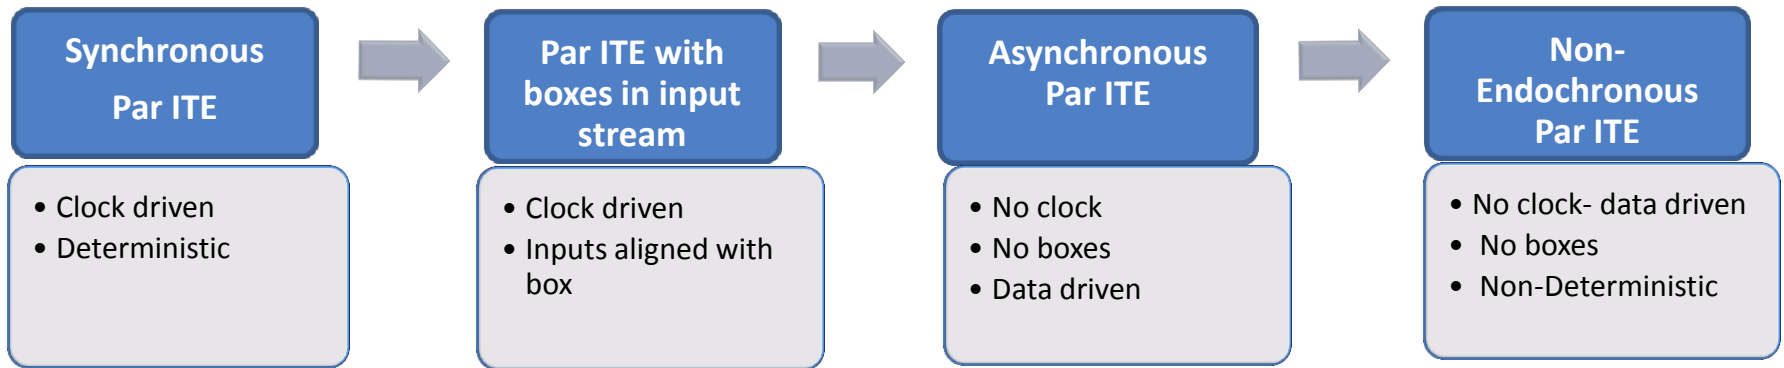 Synchronous
Par ITE
• Clock driven
• Deterministic
Par ITE with
boxes in input
stream
• Clock driven
• Inputs aligned with
box
Asynchronous
Par ITE
• No clock
• No boxes
• Data driven
Non-
Endochronous
Par ITE
• No clock- data driven
• No boxes
• Non-Deterministic